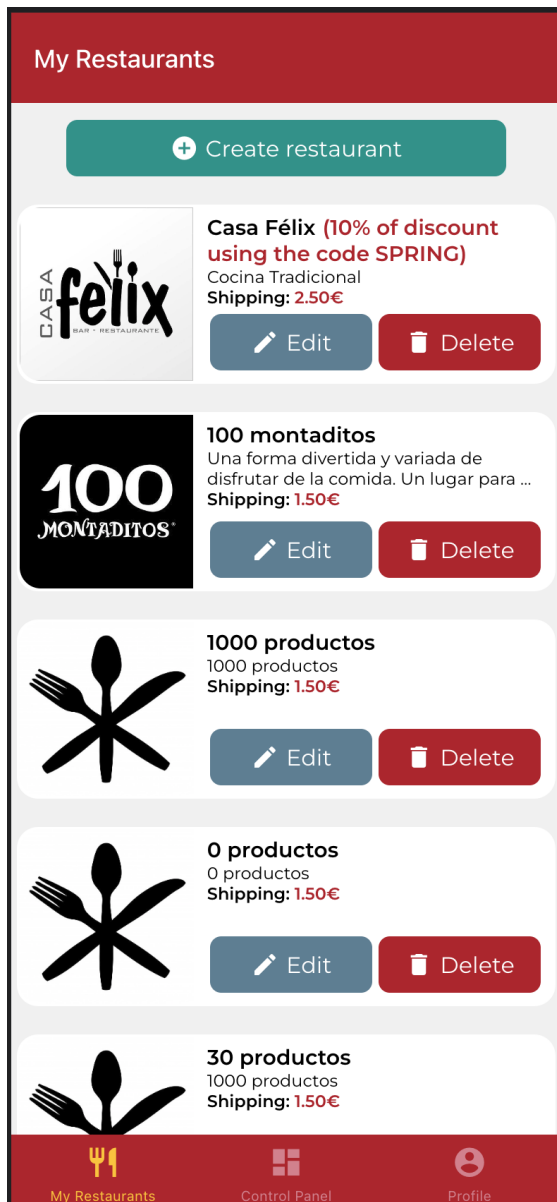 My Restaurants
Create restaurant
CASA
felix
BAR - RESTAURANTE
Casa Félix (10% of discount
using the code SPRING)
Cocina Tradicional
Shipping: 2.50€
Edit
Delete
100
MONTADITOS
100 montaditos
Una forma divertida y variada de
disfrutar de la comida. Un lugar para ...
Shipping: 1.50€
Edit
Delete
1000 productos
1000 productos
Shipping: 1.50€
Edit
Delete
0 productos
0 productos
Shipping: 1.50€
Edit
Delete
30 productos
1000 productos
Shipping: 1.50€
My Restaurants
Control Panel
Profile